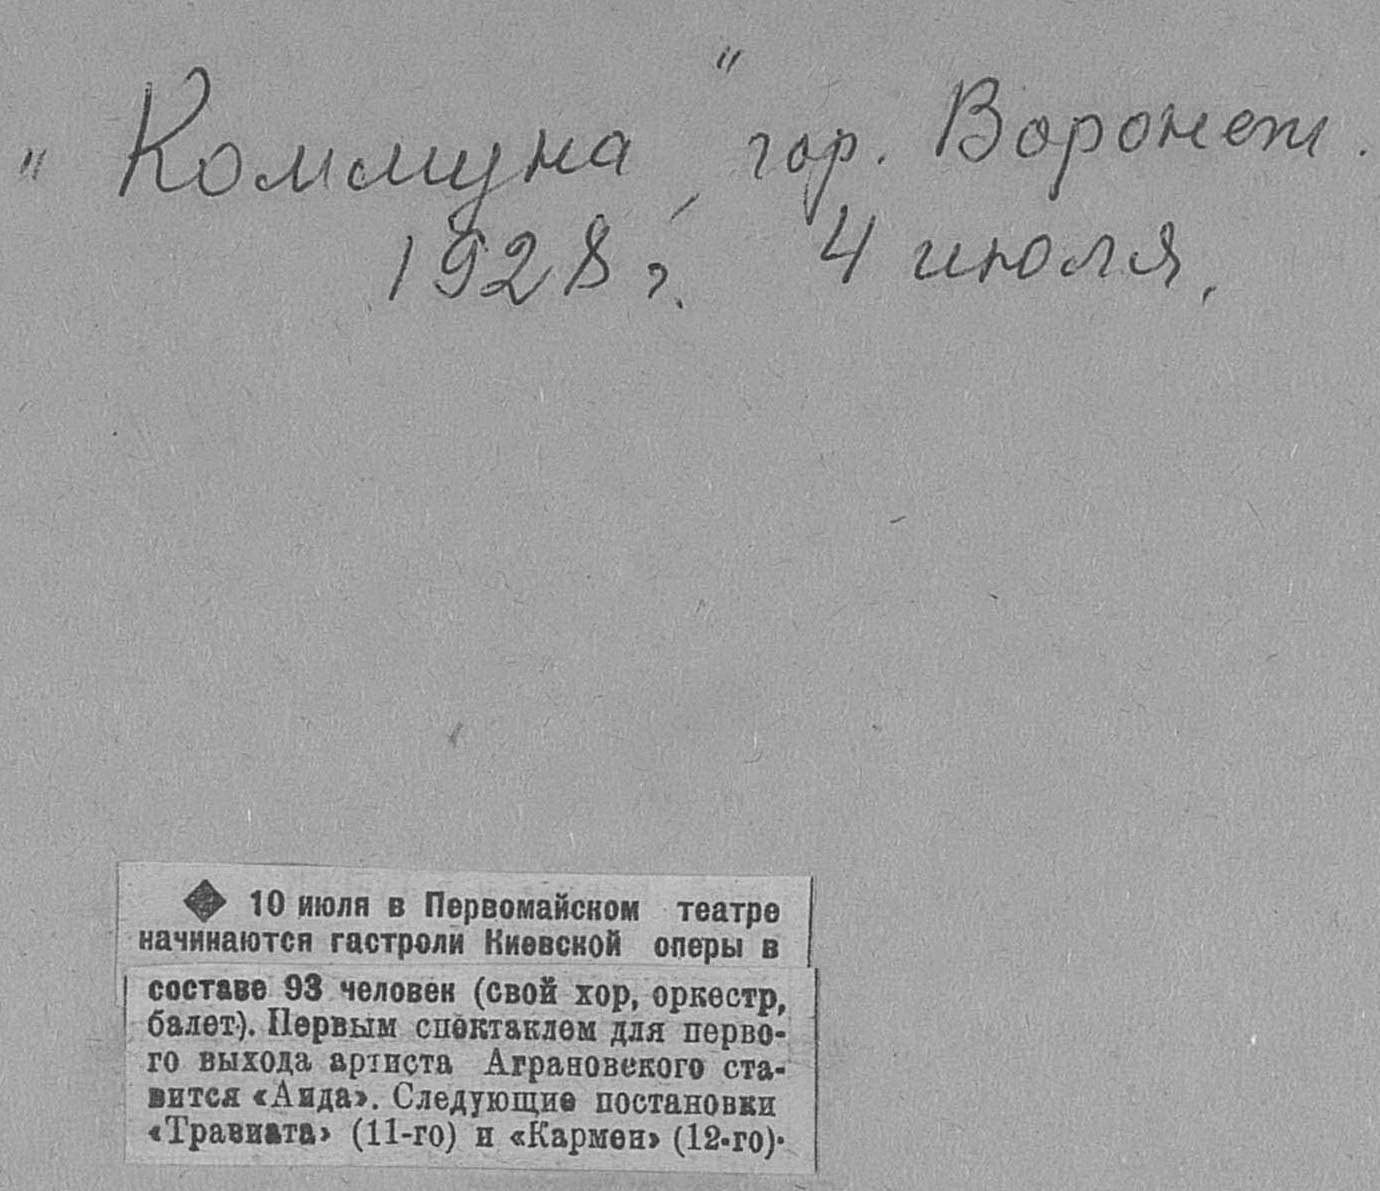 "Коммуна" гор. Воронеж.
1928 г. 4 июля.
◆ 10 июля в Первомайском театре
начинаются гастроли Киевской оперы в
составе 93 человек (свой хор, оркестр,
балет). Первым спектаклем для перво-
го выхода артиста Аграновского ста-
вится «Аида». Следующие постановки
«Травиата» (11-го) и «Кармен» (12-го).